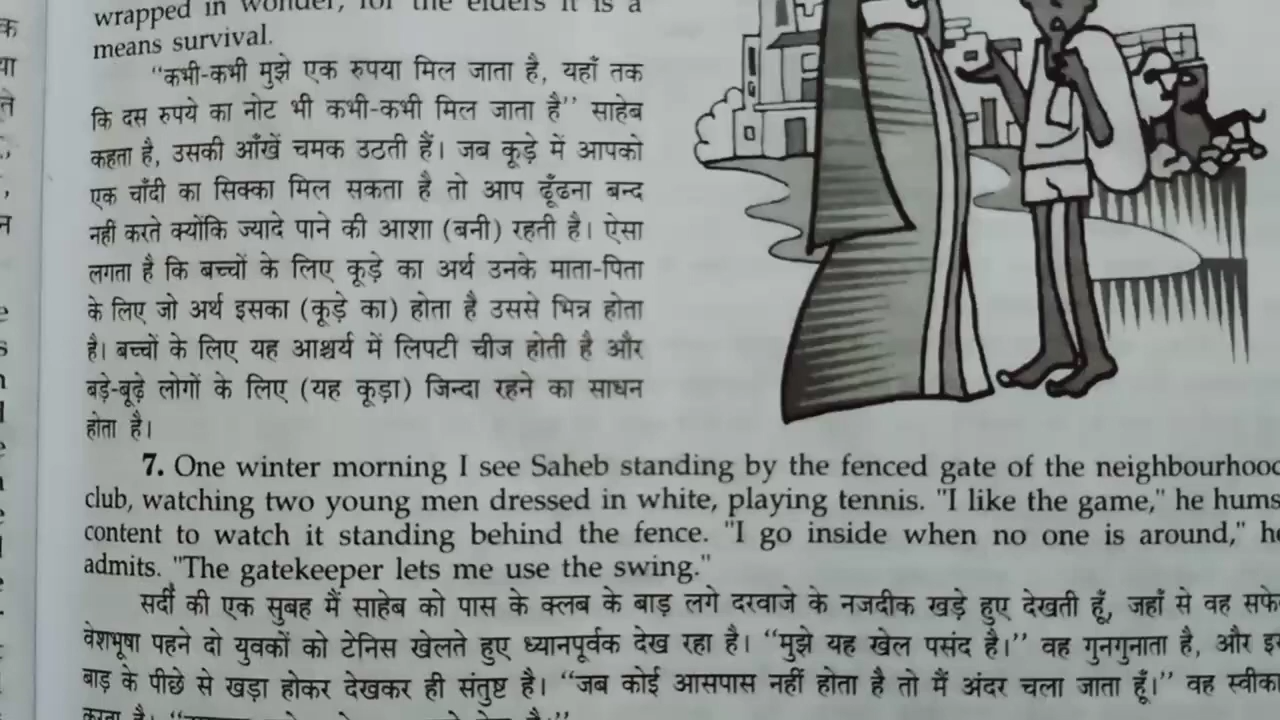 wrapped in wonder, for the elders it is a
means survival.
“कभी-कभी मुझे एक रुपया मिल जाता है, यहाँ तक
कि दस रुपये का नोट भी कभी-कभी मिल जाता है” साहेब
कहता है, उसकी आँखें चमक उठती हैं। जब कूड़े में आपको
एक चाँदी का सिक्का मिल सकता है तो आप ढूँढना बन्द
नहीं करते क्योंकि ज्यादे पाने की आशा (बनी) रहती है। ऐसा
लगता है कि बच्चों के लिए कूड़े का अर्थ उनके माता-पिता
के लिए जो अर्थ इसका (कूड़े का) होता है उससे भिन्न होता
है। बच्चों के लिए यह आश्चर्य में लिपटी चीज होती है और
बड़े-बूढ़े लोगों के लिए (यह कूड़ा) जिन्दा रहने का साधन
होता है।
7. One winter morning I see Saheb standing by the fenced gate of the neighbourhood
club, watching two young men dressed in white, playing tennis. "I like the game," he hums,
content to watch it standing behind the fence. "I go inside when no one is around," he
admits. "The gatekeeper lets me use the swing."
सर्दी की एक सुबह मैं साहेब को पास के क्लब के बाड़ लगे दरवाजे के नजदीक खड़े हुए देखती हूँ, जहाँ से वह
वेशभूषा पहने दो युवकों को टेनिस खेलते हुए ध्यानपूर्वक देख रहा है। “मुझे यह खेल पसंद है।” वह गुनगुनाता है, और
बाड़ के पीछे से खड़ा होकर देखकर ही संतुष्ट है। “जब कोई आसपास नहीं होता है तो मैं अंदर चला जाता हूँ।” वह